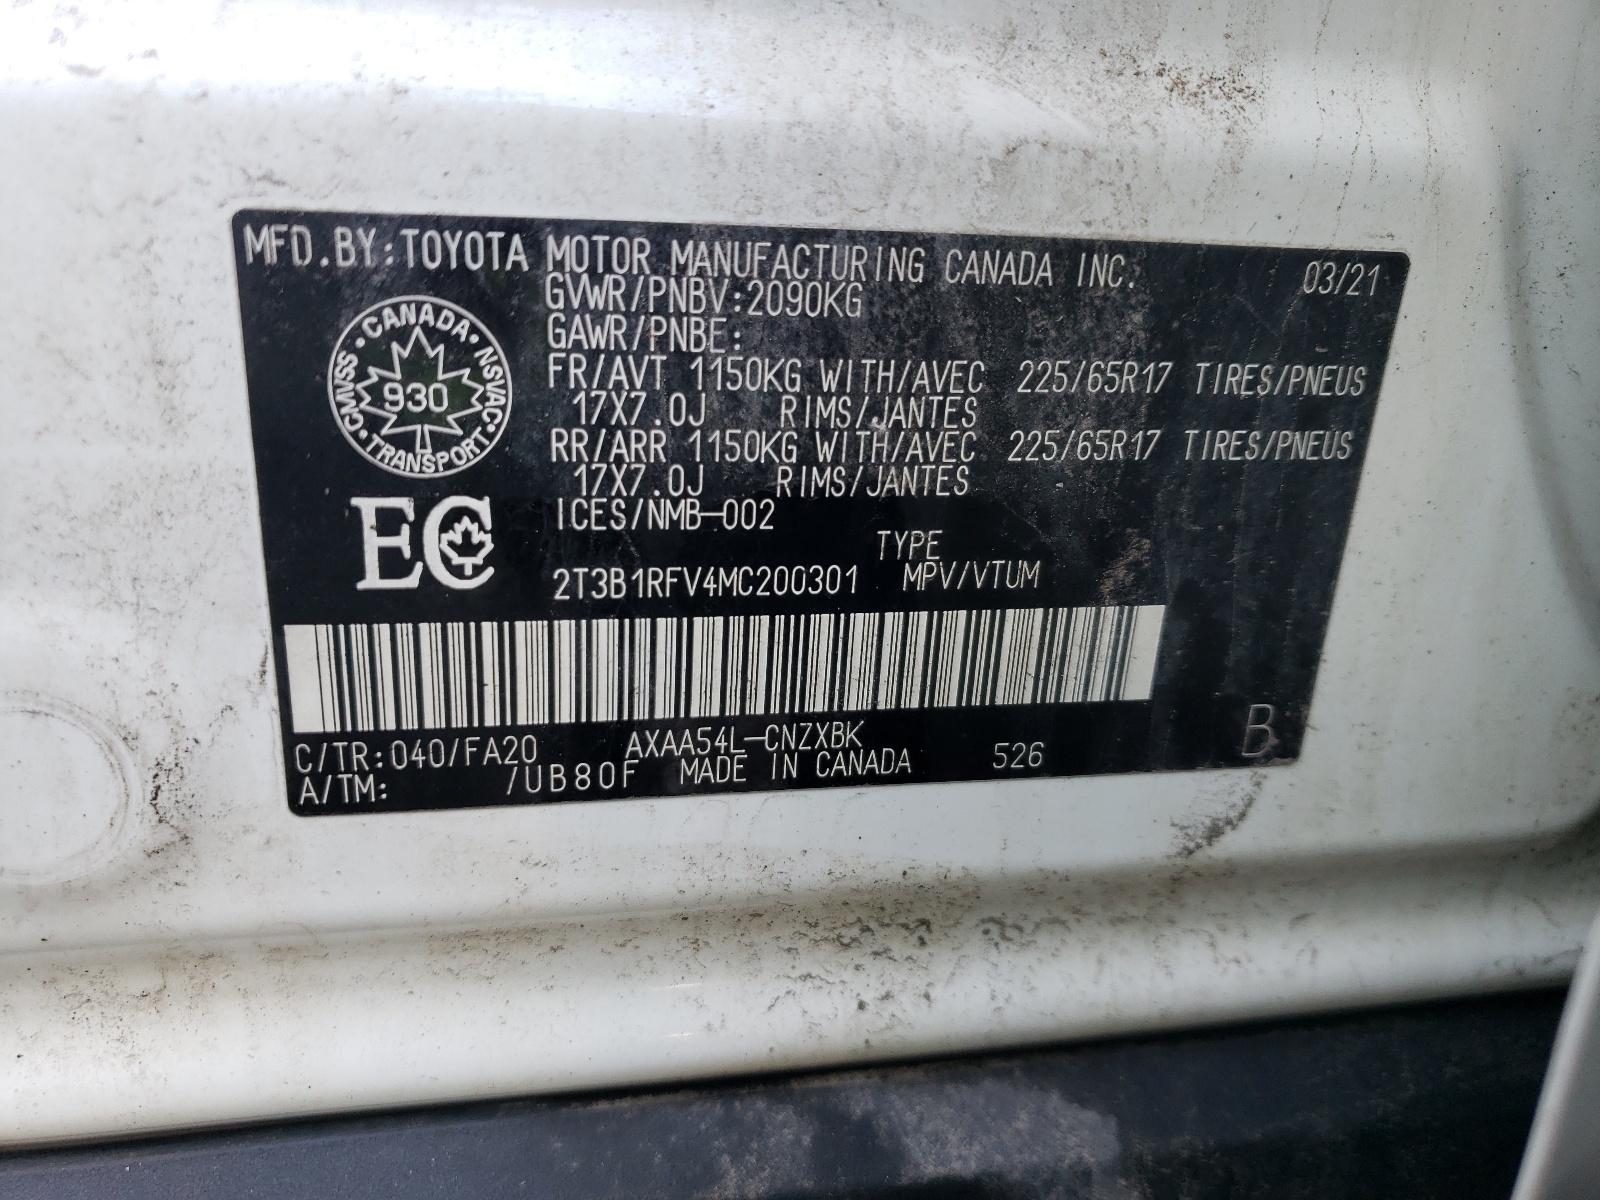 MFD.BY:TOYOTA MOTOR MANUFACTURING CANADA INC. 03/21
GVWR/PNBV:2090KG
GAWR/PNBE:
FR/AVT 1150KG WITH/AVEC 225/65R17 TIRES/PNEUS
17X7.0J RIMS/JANTES
RR/ARR 1150KG WITH/AVEC 225/65R17 TIRES/PNEUS
17X7.0J RIMS/JANTES
ICES/NMB-002
CANADA · NSVAC · TRANSPORT · CMVSS ·
930
EC
TYPE
2T3B1RFV4MC200301 MPV/VTUM
C/TR:040/FA20 AXAA54L-CNZXBK
A/TM: /UB80F MADE IN CANADA 526 B